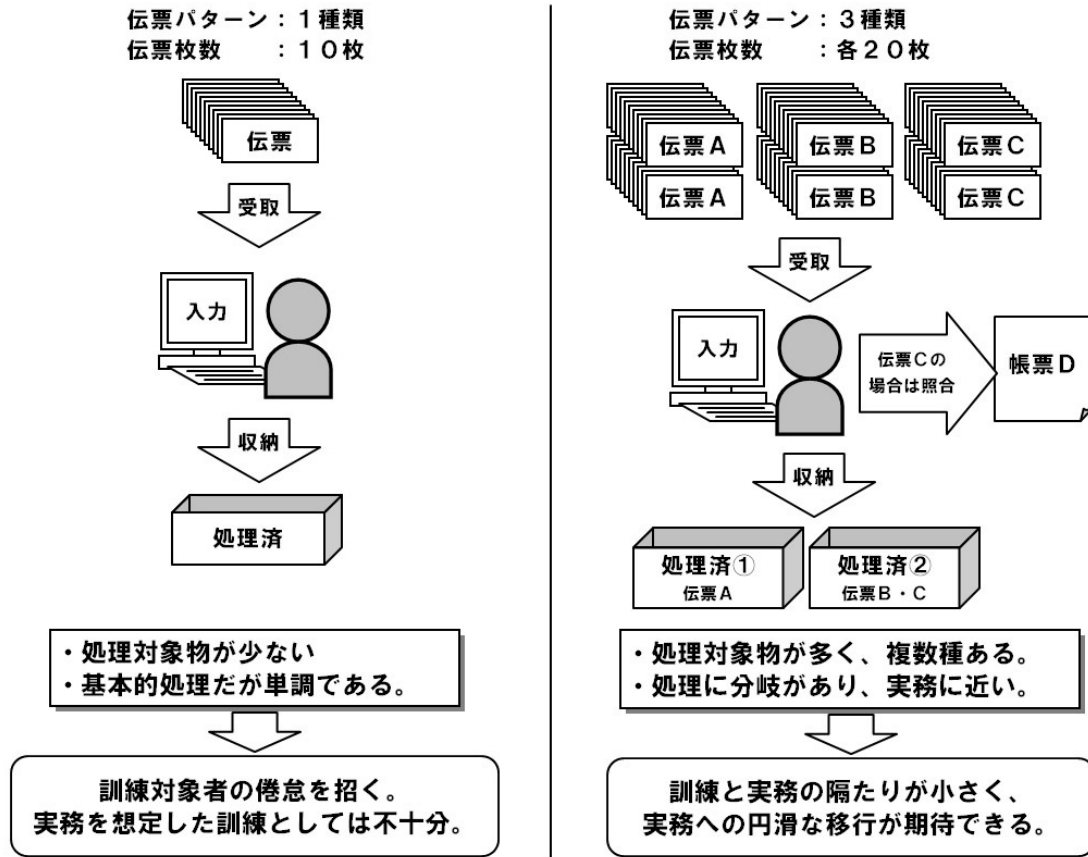 伝票パターン：１種類
伝票枚数　　：１０枚
伝票
受取
入力
収納
処理済
・処理対象物が少ない
・基本的処理だが単調である。
訓練対象者の倦怠を招く。
実務を想定した訓練としては不十分。
伝票パターン：３種類
伝票枚数　　：各２０枚
伝票Ａ
伝票Ｂ
伝票Ｃ
伝票Ａ
伝票Ｂ
伝票Ｃ
受取
入力
伝票Ｃの
場合は照合
帳票Ｄ
収納
処理済①
伝票Ａ
処理済②
伝票Ｂ・Ｃ
・処理対象物が多く、複数種ある。
・処理に分岐があり、実務に近い。
訓練と実務の隔たりが小さく、
実務への円滑な移行が期待できる。